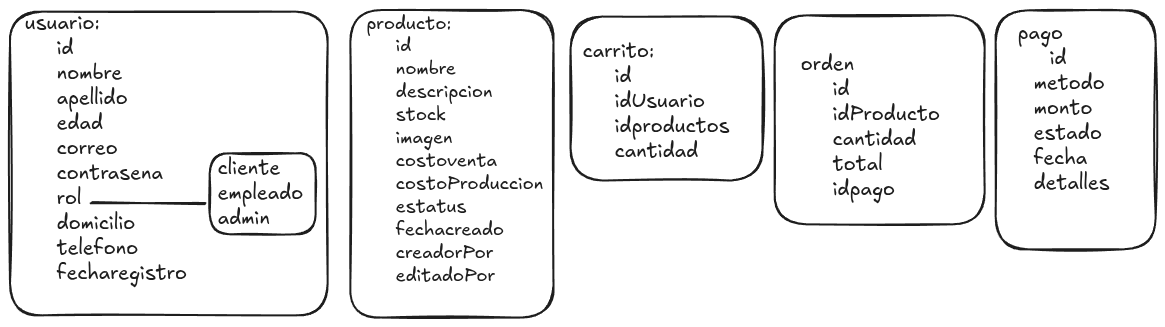 usuario:
id
nombre
apellido
edad
correo
contrasena
rol
domicilio
telefono
fecharegistro
cliente
empleado
admin
producto:
id
nombre
descripcion
stock
imagen
costoventa
costoProduccion
estatus
fechacreado
creadorPor
editadoPor
carrito:
id
idUsuario
idproductos
cantidad
orden
id
idProducto
cantidad
total
idpago
pago
id
metodo
monto
estado
fecha
detalles